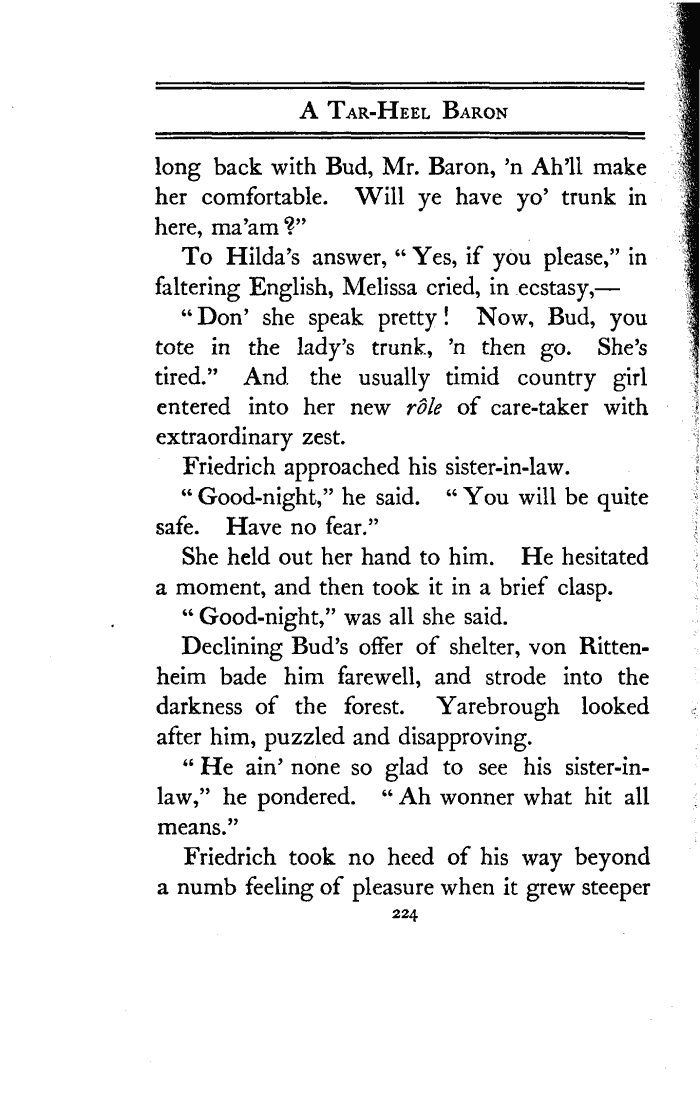 A TAR-HEEL BARON
long back with Bud, Mr. Baron, ’n Ah’ll make
her comfortable. Will ye have yo’ trunk in
here, ma’am?”
To Hilda’s answer, “Yes, if you please,” in
faltering English, Melissa cried, in ecstasy,—
“Don’ she speak pretty! Now, Bud, you
tote in the lady’s trunk, ’n then go. She’s
tired.” And the usually timid country girl
entered into her new rôle of care-taker with
extraordinary zest.
Friedrich approached his sister-in-law.
“Good-night,” he said. “You will be quite
safe. Have no fear.”
She held out her hand to him. He hesitated
a moment, and then took it in a brief clasp.
“Good-night,” was all she said.
Declining Bud’s offer of shelter, von Ritten-
heim bade him farewell, and strode into the
darkness of the forest. Yarebrough looked
after him, puzzled and disapproving.
“He ain’ none so glad to see his sister-in-
law,” he pondered. “Ah wonner what hit all
means.”
Friedrich took no heed of his way beyond
a numb feeling of pleasure when it grew steeper
224